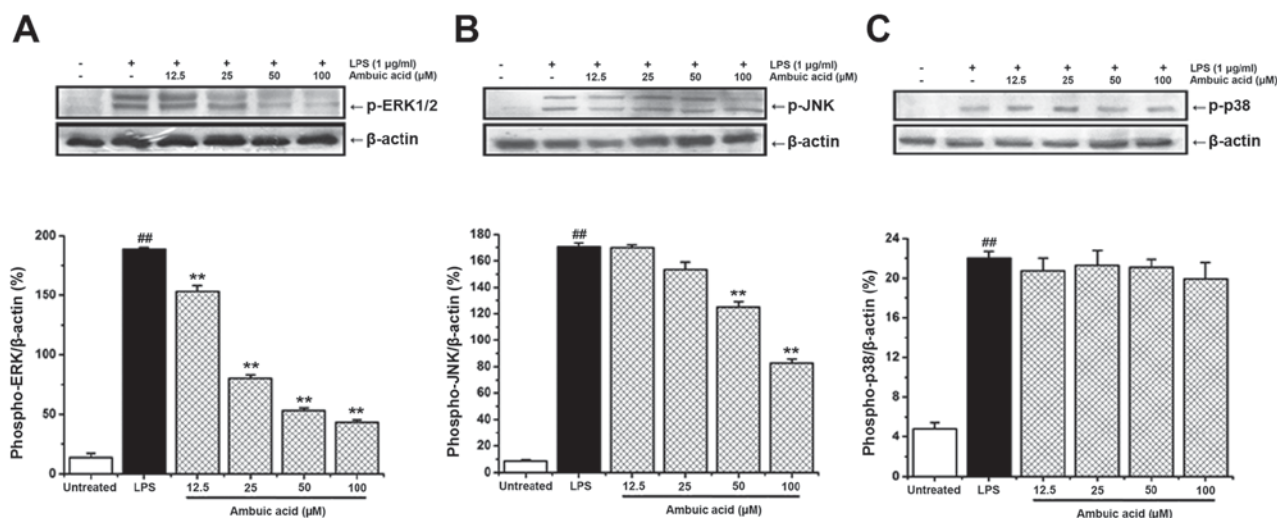 A
- + + + + + LPS (1 µg/ml)
- - 12.5 25 50 100 Ambuic acid (µM)
←p-ERK1/2
←β-actin
Phospho-ERK/β-actin (%)
200
150
100
50
0
##
**
**
**
**
Untreated LPS 12.5 25 50 100
Ambuic acid (µM)
B
- + + + + + LPS (1 µg/ml)
- - 12.5 25 50 100 Ambuic acid (µM)
←p-JNK
←β-actin
Phospho-JNK/β-actin (%)
180
160
140
120
100
80
60
40
20
0
##
**
**
Untreated LPS 12.5 25 50 100
Ambuic acid (µM)
C
- + + + + + LPS (1 µg/ml)
- - 12.5 25 50 100 Ambuic acid (µM)
←p-p38
←β-actin
Phospho-p38/β-actin (%)
24
20
16
12
8
4
0
##
Untreated LPS 12.5 25 50 100
Ambuic acid (µM)